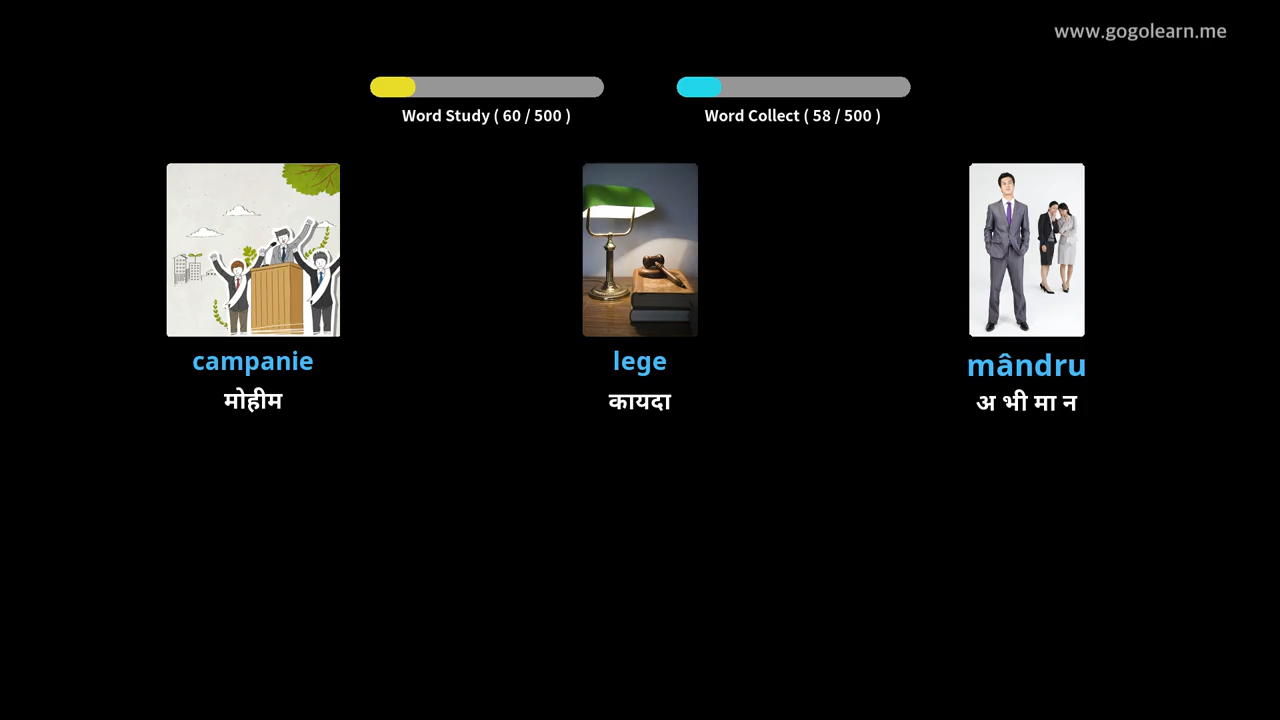 www.gogolearn.me
Word Study ( 60 / 500 )
Word Collect ( 58 / 500 )
campanie
lege
mândru
मोहीम
कायदा
अ भी मा न